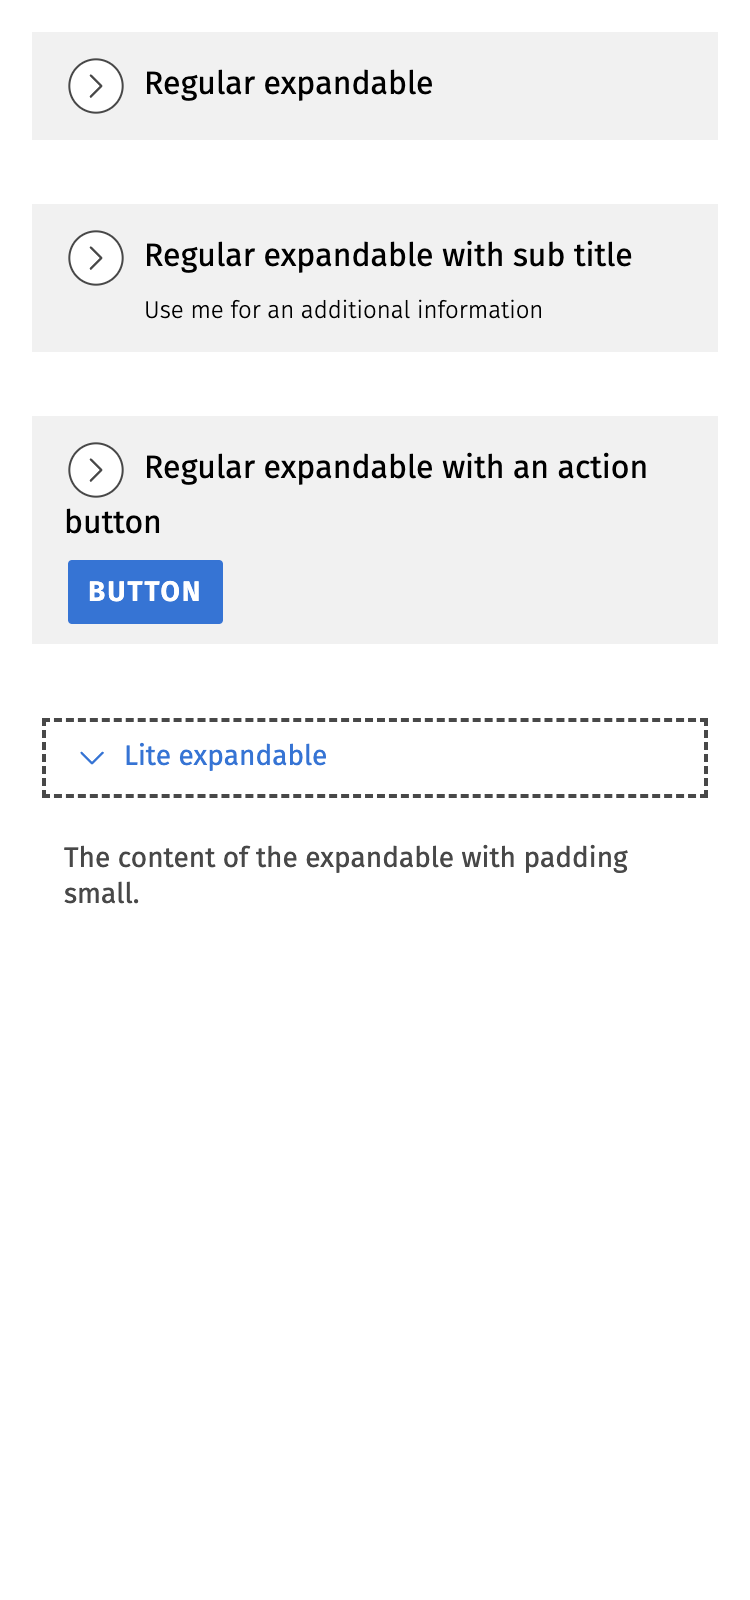 Regular expandable
Regular expandable with sub title
Use me for an additional information
Regular expandable with an action
button
BUTTON
Lite expandable
The content of the expandable with padding
small.